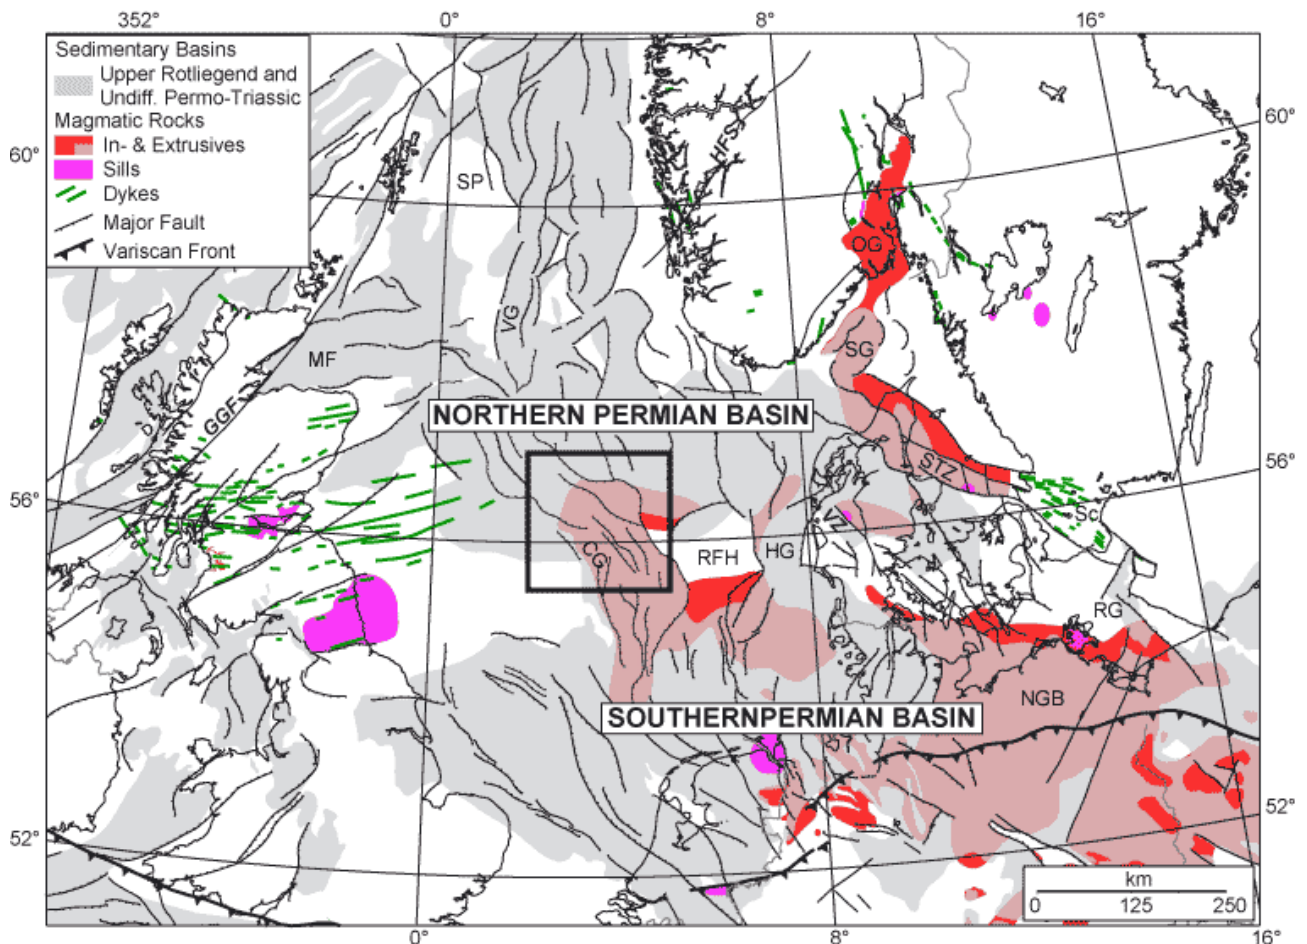 352°
0°
8°
16°
Sedimentary Basins
Upper Rotliegend and
Undiff. Permo-Triassic
Magmatic Rocks
In- & Extrusives
Sills
Dykes
Major Fault
Variscan Front
60°
60°
HFSZ
SP
OG
VG
SG
MF
GGF
NORTHERN PERMIAN BASIN
STZ
56°
56°
Sc
CG
RFH
HG
RG
NGB
SOUTHERNPERMIAN BASIN
52°
52°
km
0 125 250
0°
8°
16°